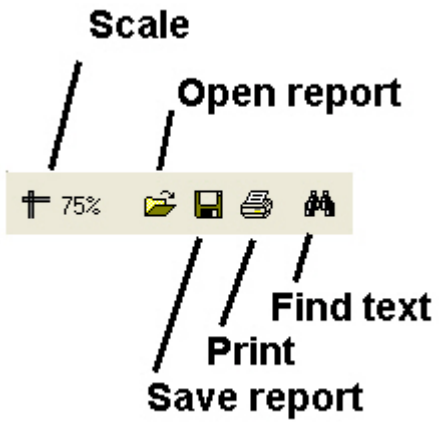 Scale
Open report
75%
Find text
Print
Save report